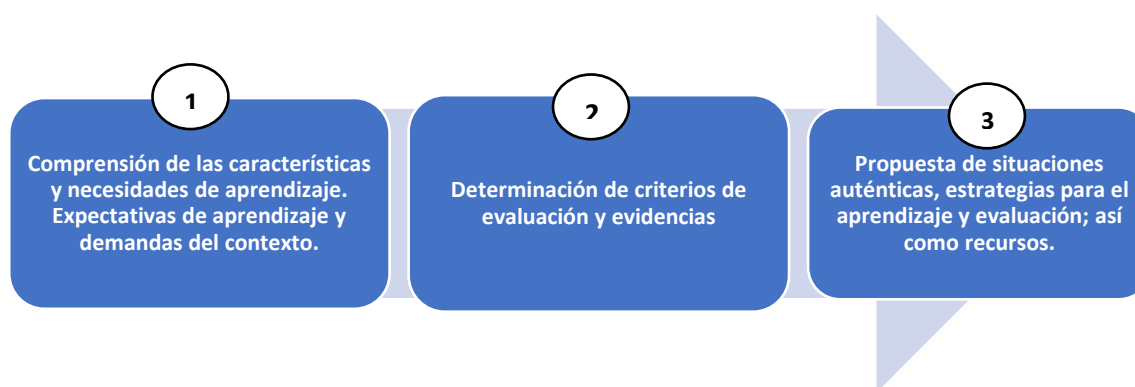 1
Comprensión de las características
y necesidades de aprendizaje.
Expectativas de aprendizaje y
demandas del contexto.
2
Determinación de criterios de
evaluación y evidencias
3
Propuesta de situaciones
auténticas, estrategias para el
aprendizaje y evaluación; así
como recursos.